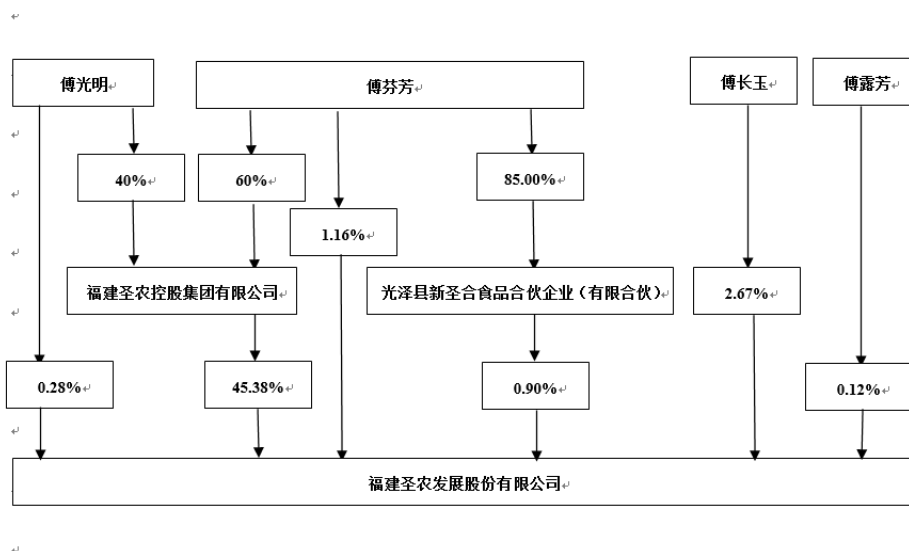 傅光明
傅芬芳
傅长玉
傅露芳
40%
60%
85.00%
1.16%
福建圣农控股集团有限公司
光泽县新圣合食品合伙企业（有限合伙）
2.67%
0.28%
45.38%
0.90%
0.12%
福建圣农发展股份有限公司